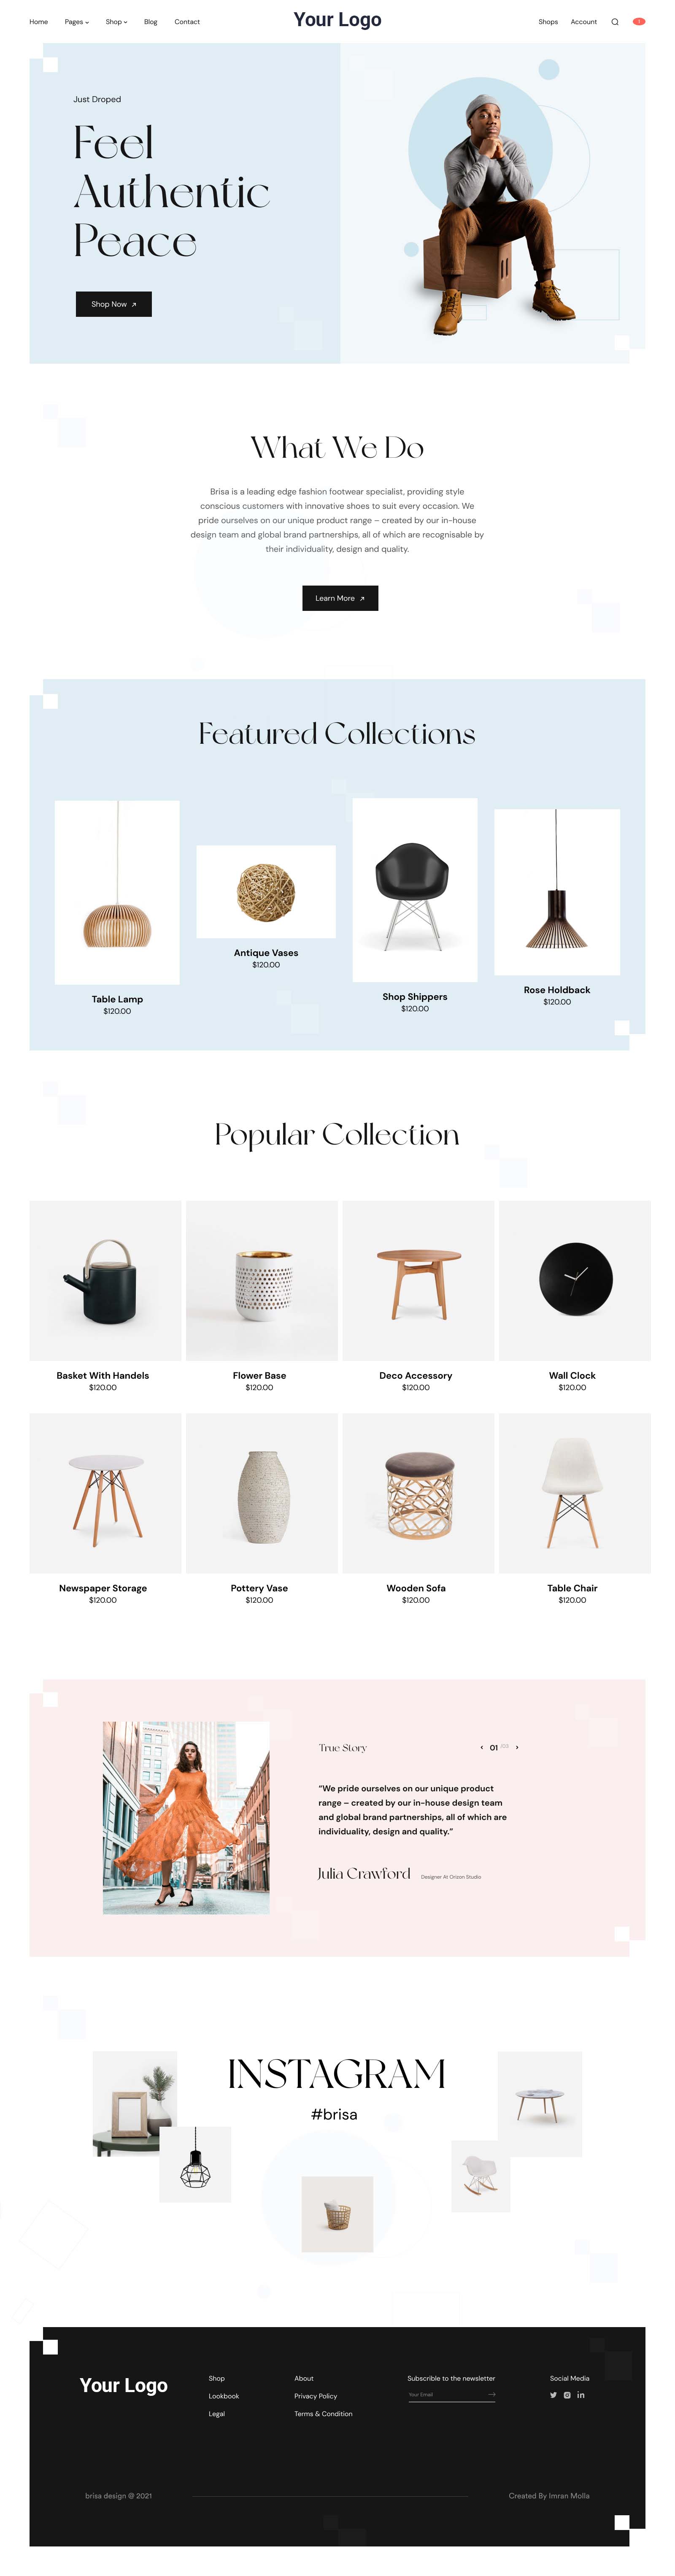 Home Pages Shop Blog Contact
Your Logo
Shops Account
Just Droped
Feel
Authentic
Peace
Shop Now
What We Do
Brisa is a leading edge fashion footwear specialist, providing style
conscious customers with innovative shoes to suit every occasion. We
pride ourselves on our unique product range – created by our in-house
design team and global brand partnerships, all of which are recognisable by
their individuality, design and quality.
Learn More
Featured Collections
Table Lamp
$120.00
Antique Vases
$120.00
Shop Shippers
$120.00
Rose Holdback
$120.00
Popular Collection
Basket With Handels
$120.00
Flower Base
$120.00
Deco Accessory
$120.00
Wall Clock
$120.00
Newspaper Storage
$120.00
Pottery Vase
$120.00
Wooden Sofa
$120.00
Table Chair
$120.00
True Story
01
“We pride ourselves on our unique product
range – created by our in-house design team
and global brand partnerships, all of which are
individuality, design and quality.”
Julia Crawford
Designer At Orizon Studio
INSTAGRAM
#brisa
Your Logo
Shop
Lookbook
Legal
About
Privacy Policy
Terms & Condition
Subscrible to the newsletter
Your Email
Social Media
brisa design @ 2021
Created By Imran Molla